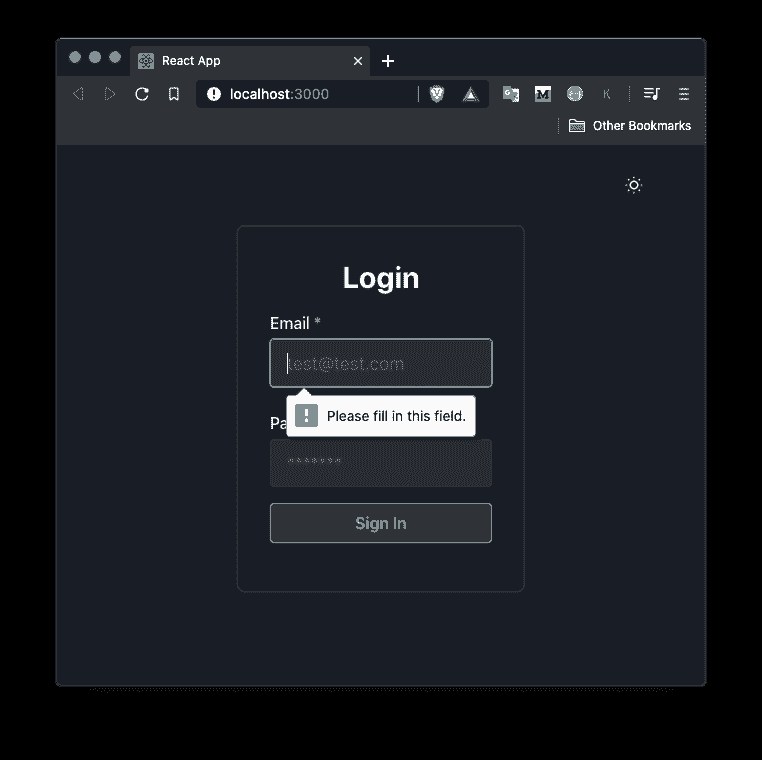 React App
localhost:3000
Other Bookmarks
Login
Email *
test@test.com
Please fill in this field.
Pa
*******
Sign In